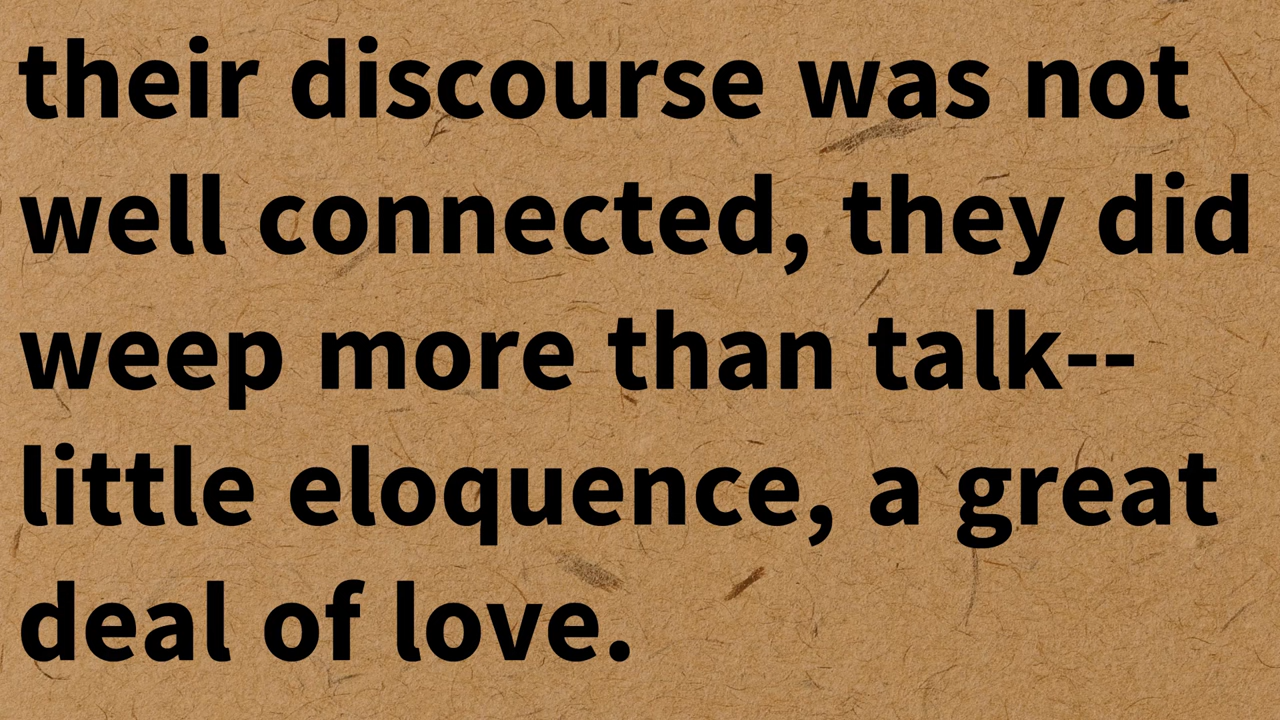 their discourse was not
well connected, they did
weep more than talk--
little eloquence, a great
deal of love.